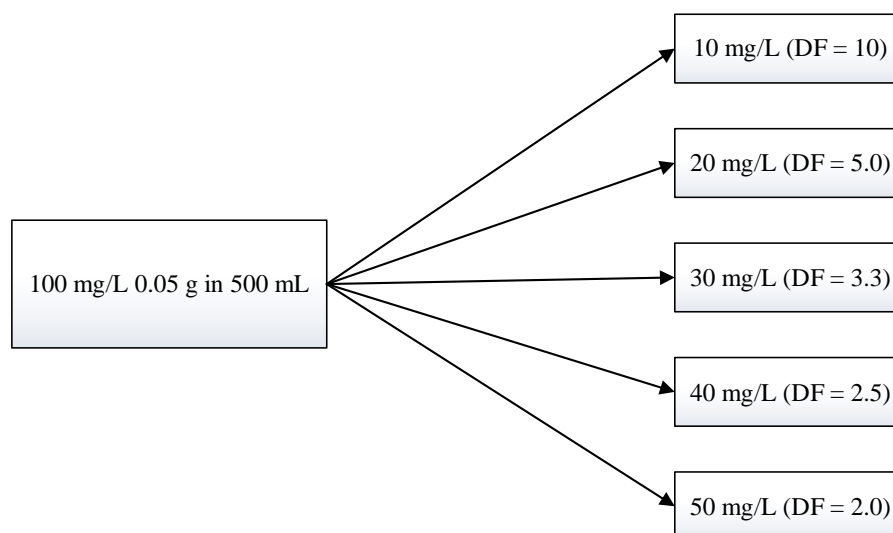 10 mg/L (DF = 10)
20 mg/L (DF = 5.0)
100 mg/L 0.05 g in 500 mL
30 mg/L (DF = 3.3)
40 mg/L (DF = 2.5)
50 mg/L (DF = 2.0)